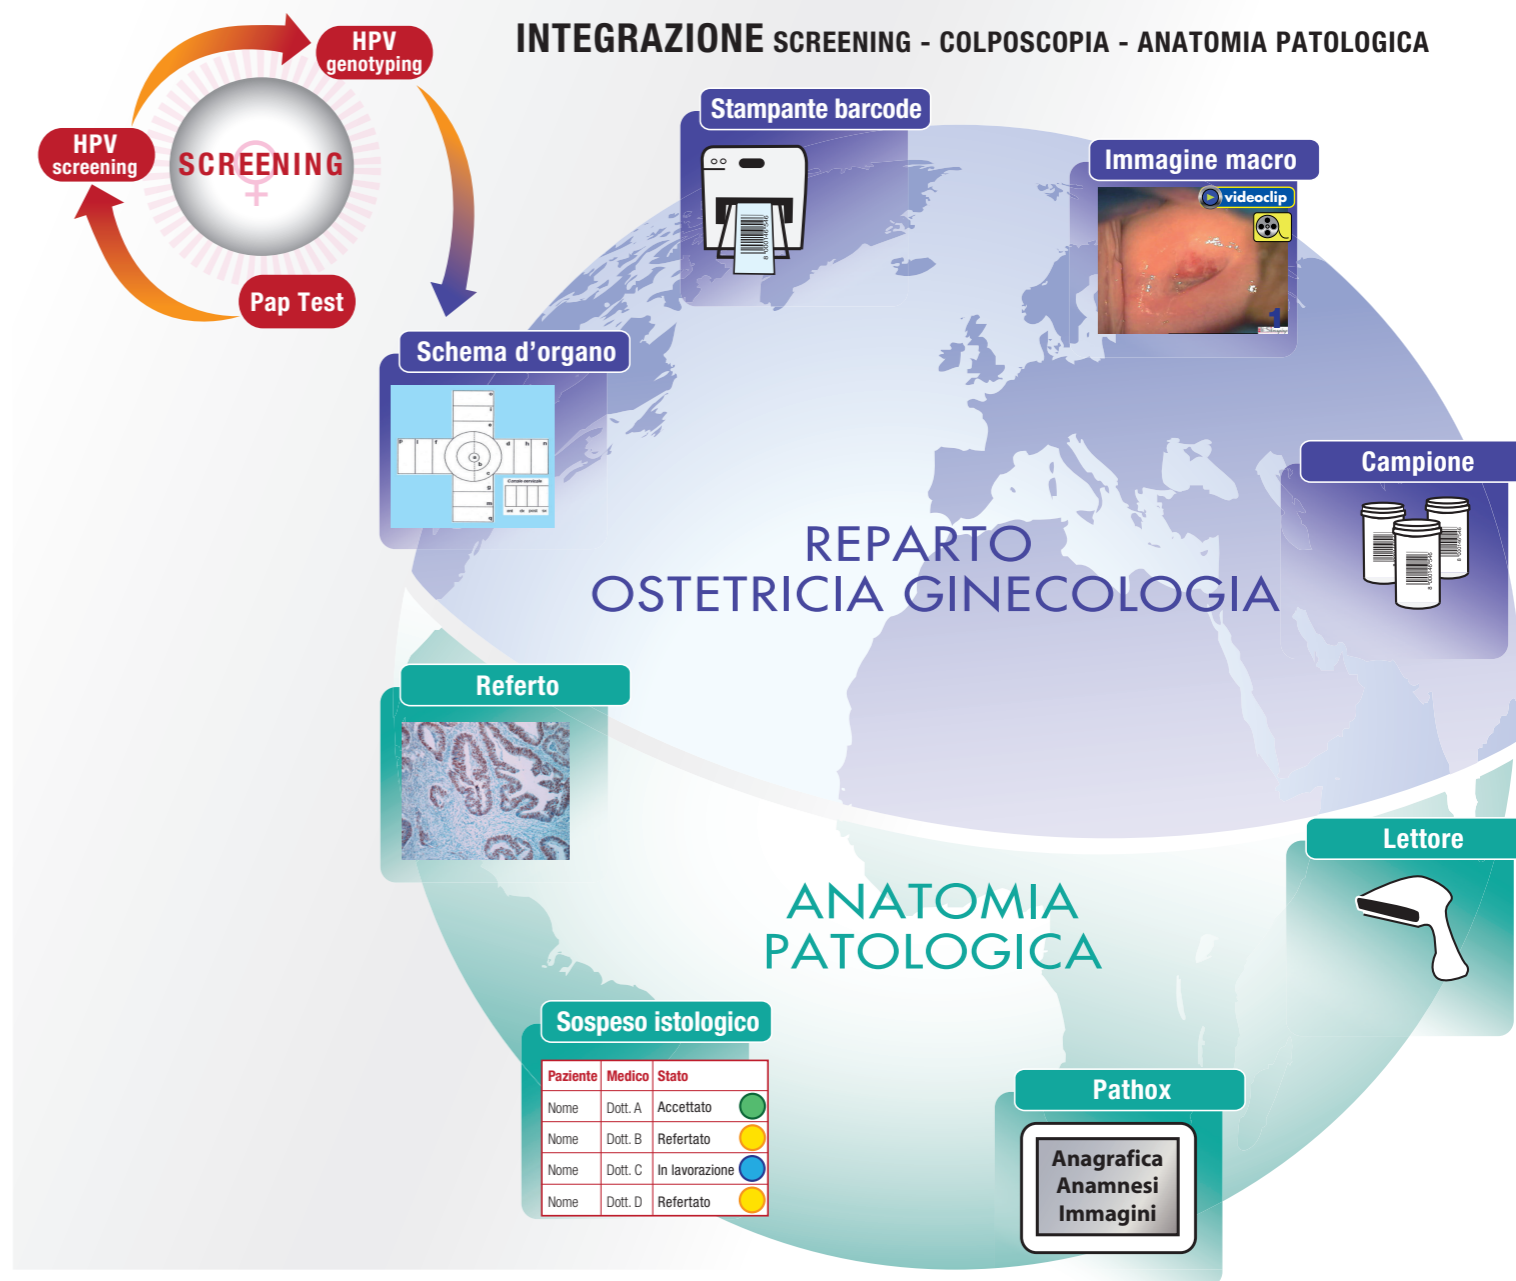 INTEGRAZIONE SCREENING - COLPOSCOPIA - ANATOMIA PATOLOGICA
HPV
genotyping
HPV
screening
SCREENING
Pap Test
Stampante barcode
Immagine macro
videoclip
1
Schema d'organo
Campione
REPARTO
OSTETRICIA GINECOLOGIA
Referto
Lettore
ANATOMIA
PATOLOGICA
Sospeso istologico
Paziente Medico Stato
Nome Dott. A Accettato
Nome Dott. B Refertato
Nome Dott. C In lavorazione
Nome Dott. D Refertato
Pathox
Anagrafica
Anamnesi
Immagini